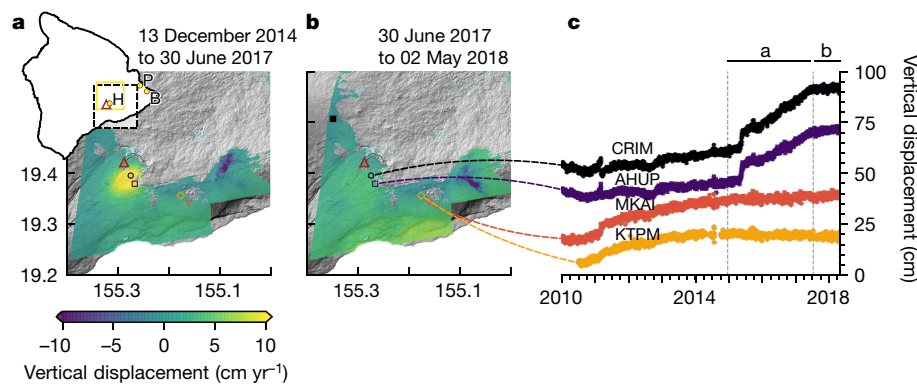 a
13 December 2014
to 30 June 2017
b
30 June 2017
to 02 May 2018
c
a
b
P
B
H
19.4
19.3
19.2
155.3
155.1
155.3
155.1
−10
−5
0
5
10
Vertical displacement (cm yr−1)
CRIM
AHUP
MKAI
KTPM
100
75
50
25
0
Vertical displacement (cm)
2010
2014
2018